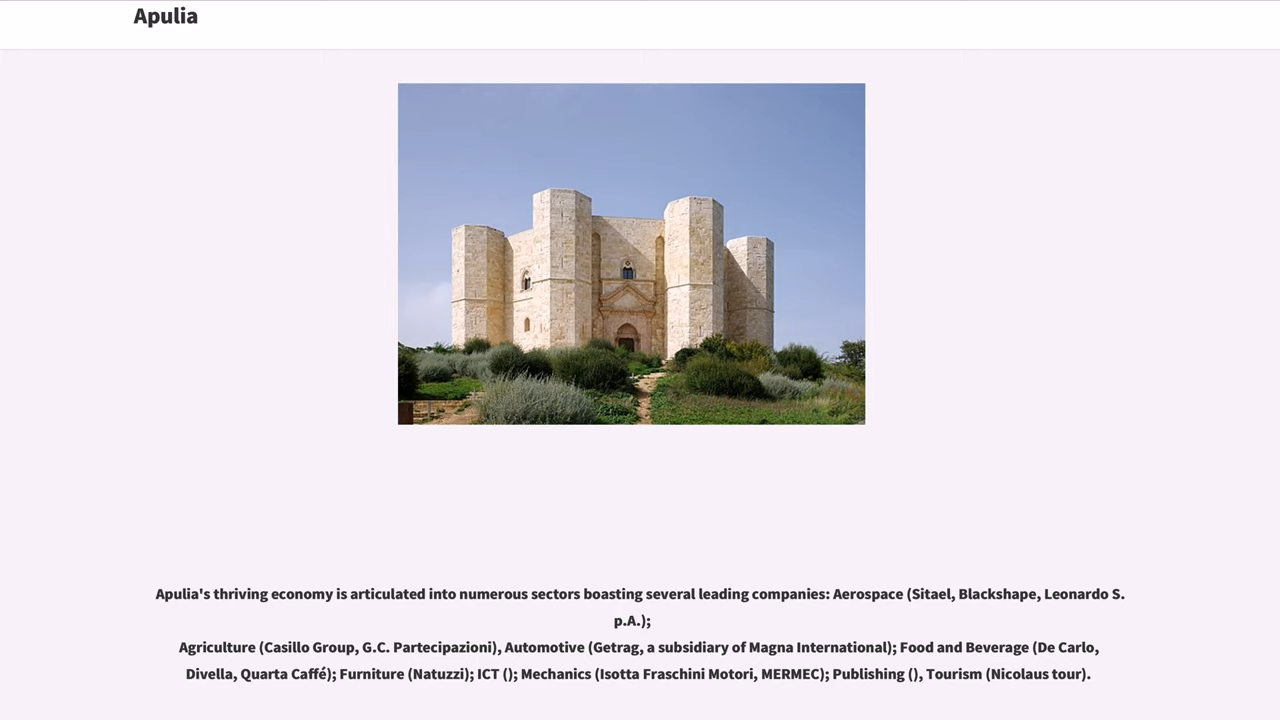 Apulia
Apulia's thriving economy is articulated into numerous sectors boasting several leading companies: Aerospace (Sitael, Blackshape, Leonardo S.
p.A.);
Agriculture (Casillo Group, G.C. Partecipazioni), Automotive (Getrag, a subsidiary of Magna International); Food and Beverage (De Carlo,
Divella, Quarta Caffé); Furniture (Natuzzi); ICT (); Mechanics (Isotta Fraschini Motori, MERMEC); Publishing (), Tourism (Nicolaus tour).